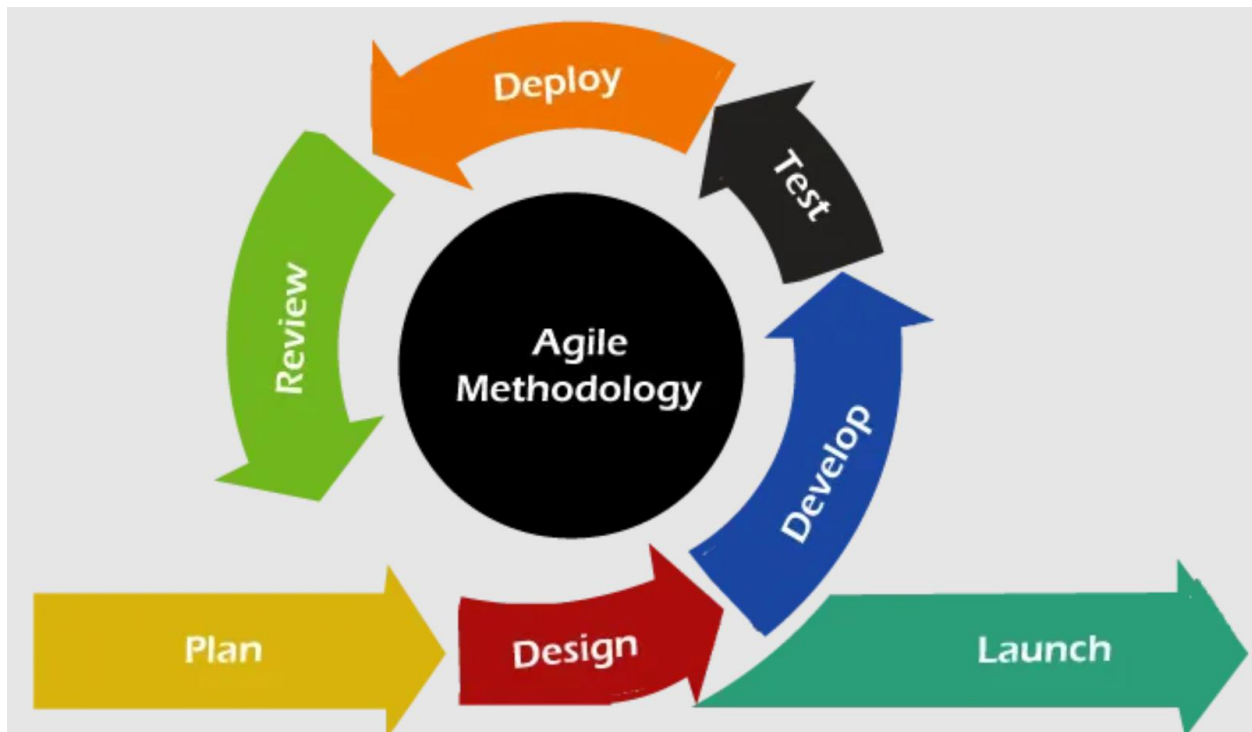 Deploy
Test
Review
Agile
Methodology
Develop
Plan
Design
Launch